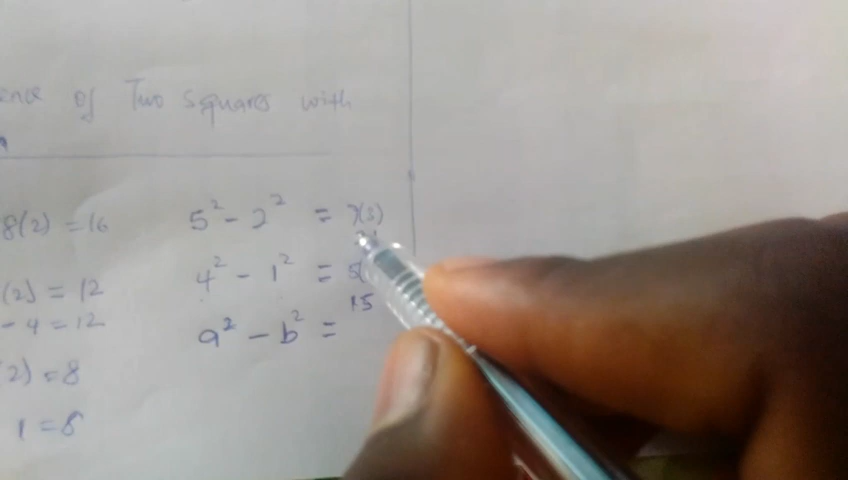 ence of Two Squares with
8(2) = 16 5² - 2² = 7(3)
(2) = 12 4² - 1² = 5(
- 4 = 12 15
a² - b² =
2) = 8
1 = 8